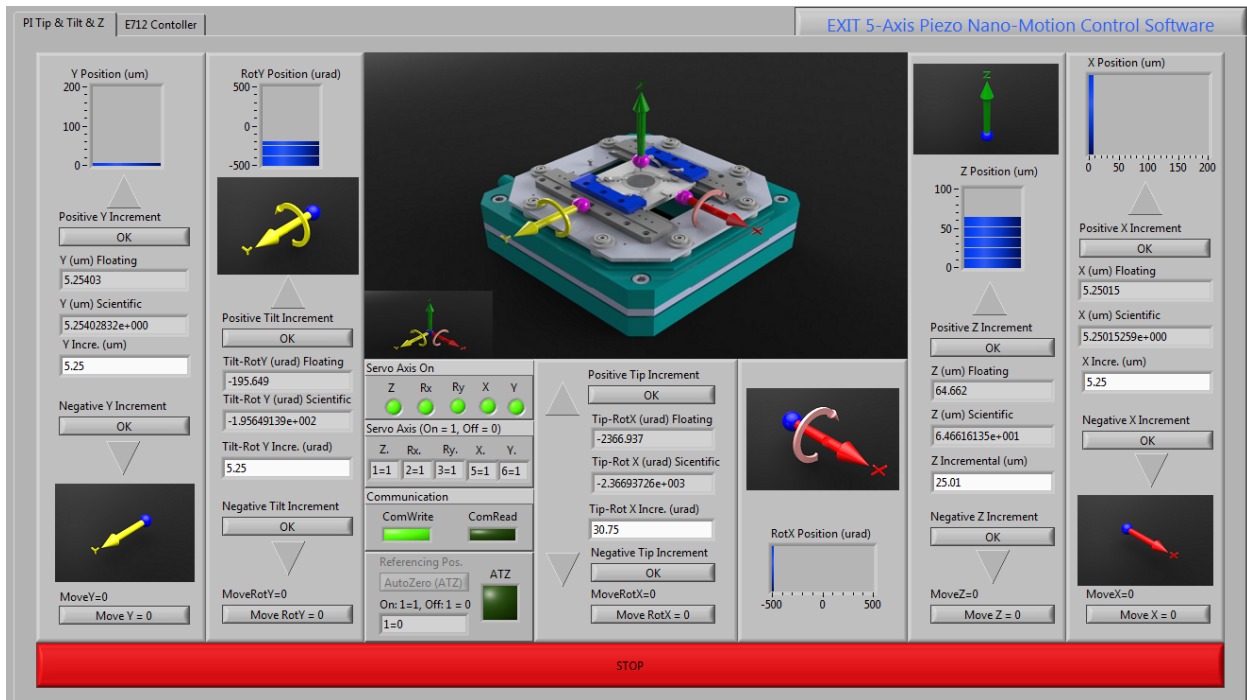 PI Tip & Tilt & Z
E712 Contoller
EXIT 5-Axis Piezo Nano-Motion Control Software
Y Position (um)
200
100
0
Positive Y Increment
OK
Y (um) Floating
5.25403
Y (um) Scientific
5.25402832e+000
Y Incre. (um)
5.25
Negative Y Increment
OK
Y
MoveY=0
Move Y = 0
RotY Position (urad)
500
0
-500
Y
Positive Tilt Increment
OK
Tilt-RotY (urad) Floating
-195.649
Tilt-Rot Y (urad) Scientific
-1.95649139e+002
Tilt-Rot Y Incre. (urad)
5.25
Negative Tilt Increment
OK
MoveRotY=0
Move RotY = 0
Z
Y
X
Servo Axis On
Z Rx Ry X Y
Servo Axis (On = 1, Off = 0)
Z. Rx. Ry. X. Y.
1=1 2=1 3=1 5=1 6=1
Communication
ComWrite ComRead
Referencing Pos.
AutoZero (ATZ)
ATZ
On: 1=1, Off: 1 = 0
1=0
Positive Tip Increment
OK
Tip-RotX (urad) Floating
-2366.937
Tip-Rot X (urad) Sicentific
-2.36693726e+003
Tip-Rot X Incre. (urad)
30.75
Negative Tip Increment
OK
MoveRotX=0
Move RotX = 0
X
RotX Position (urad)
-500 0 500
Z
Z Position (um)
100
50
0
Positive Z Increment
OK
Z (um) Floating
64.662
Z (um) Scientific
6.46616135e+001
Z Incremental (um)
25.01
Negative Z Increment
OK
MoveZ=0
Move Z = 0
X Position (um)
0 50 100 150 200
Positive X Increment
OK
X (um) Floating
5.25015
X (um) Scientific
5.25015259e+000
X Incre. (um)
5.25
Negative X Increment
OK
X
MoveX=0
Move X = 0
STOP